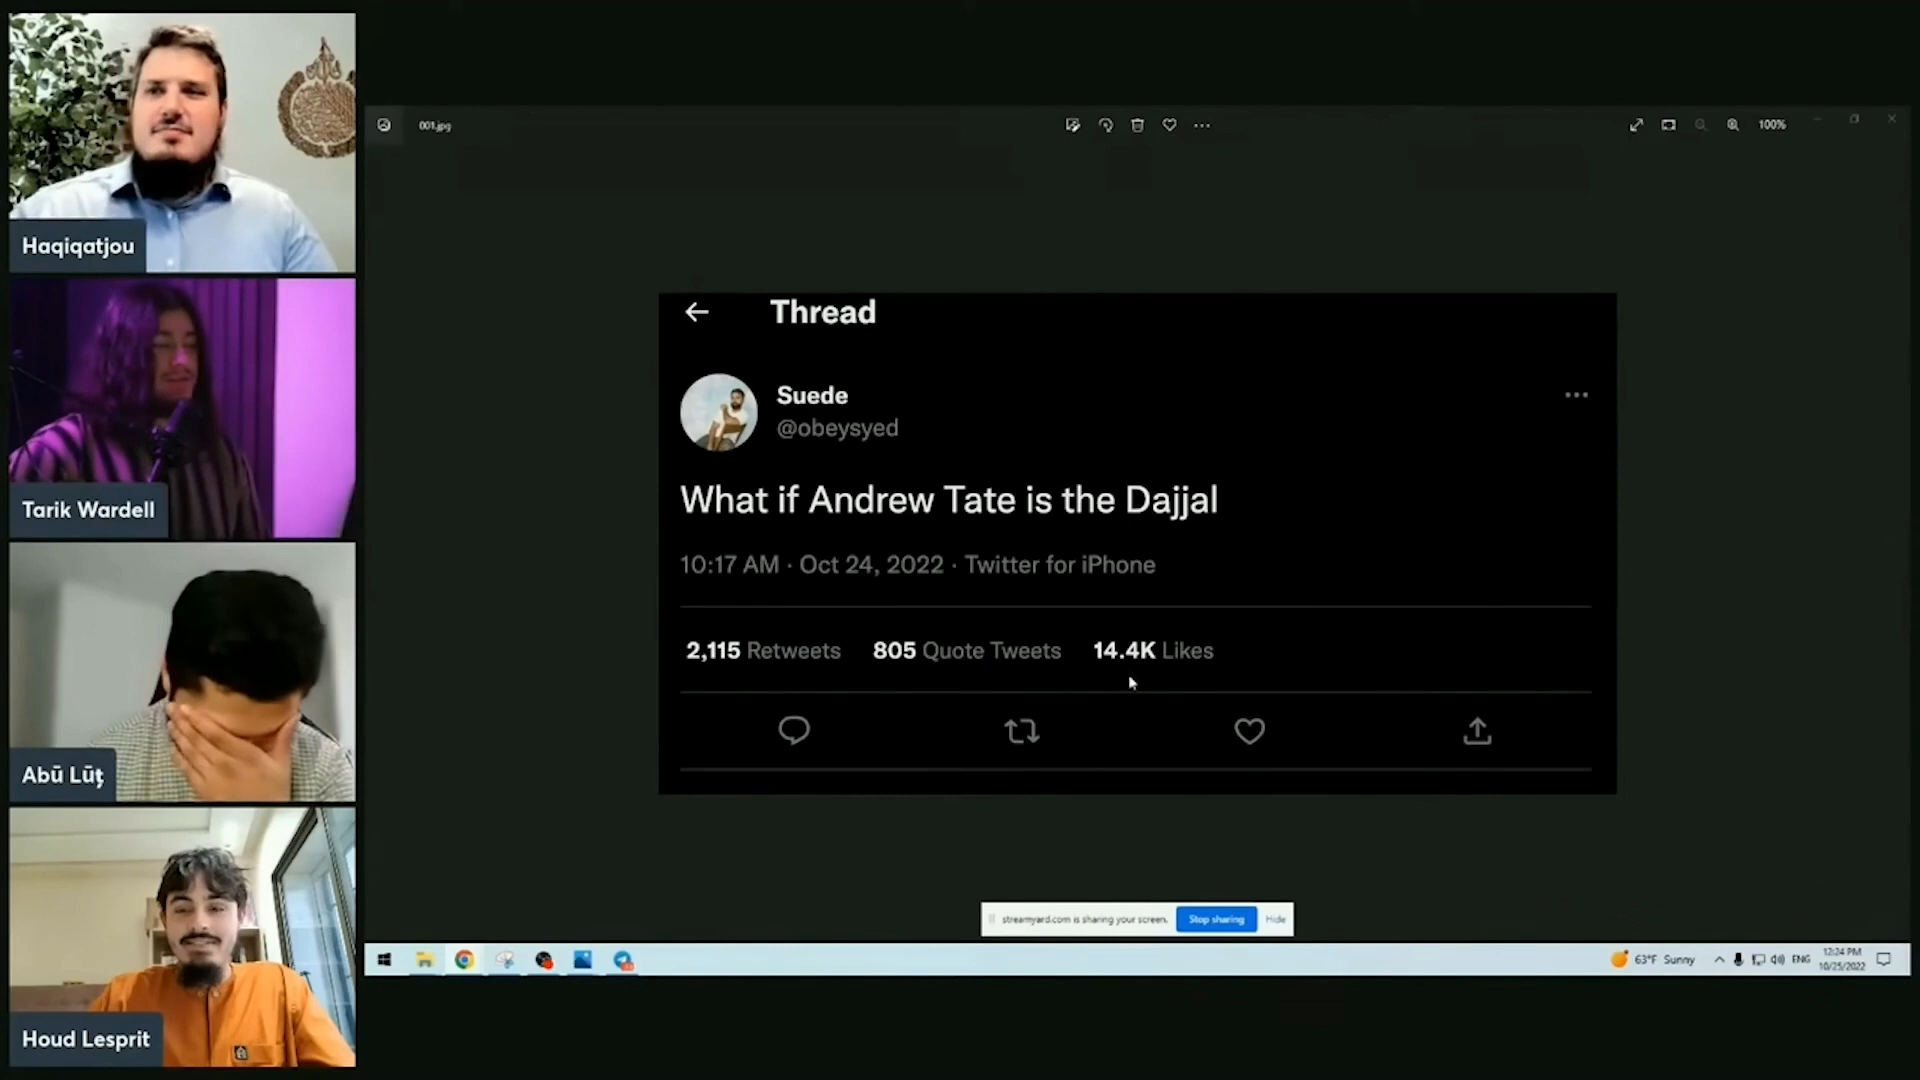 Haqiqatjou
Tarik Wardell
Abū Lūţ
Houd Lesprit
001.jpg
100%
Thread
Suede
@obeysyed
What if Andrew Tate is the Dajjal
10:17 AM · Oct 24, 2022 · Twitter for iPhone
2,115 Retweets 805 Quote Tweets 14.4K Likes
streamyard.com is sharing your screen. Stop sharing Hide
63°F Sunny
ENG
12:24 PM
10/25/2022